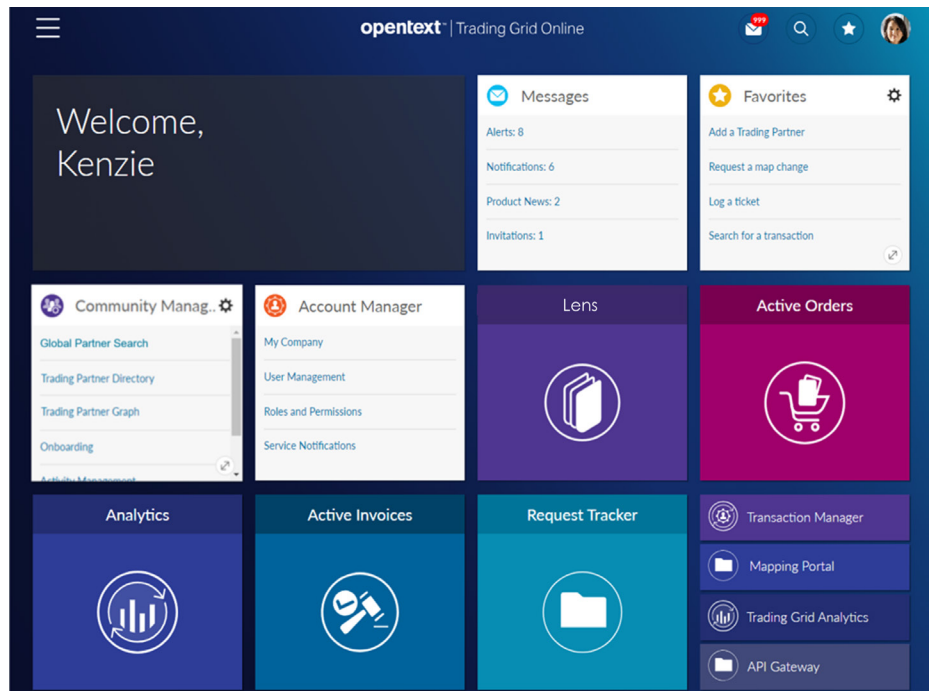 opentext™ | Trading Grid Online
999
Welcome,
Kenzie
Messages
Alerts: 8
Notifications: 6
Product News: 2
Invitations: 1
Favorites
Add a Trading Partner
Request a map change
Log a ticket
Search for a transaction
Community Manag..
Global Partner Search
Trading Partner Directory
Trading Partner Graph
Onboarding
Activity Management
Account Manager
My Company
User Management
Roles and Permissions
Service Notifications
Lens
Active Orders
Analytics
Active Invoices
Request Tracker
Transaction Manager
Mapping Portal
Trading Grid Analytics
API Gateway